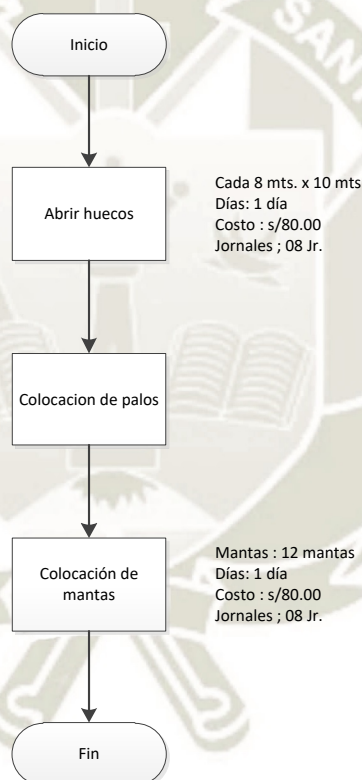 Inicio
Abrir huecos
Cada 8 mts. x 10 mts
Días: 1 día
Costo : s/80.00
Jornales ; 08 Jr.
Colocacion de palos
Colocación de
mantas
Mantas : 12 mantas
Días: 1 día
Costo : s/80.00
Jornales ; 08 Jr.
Fin